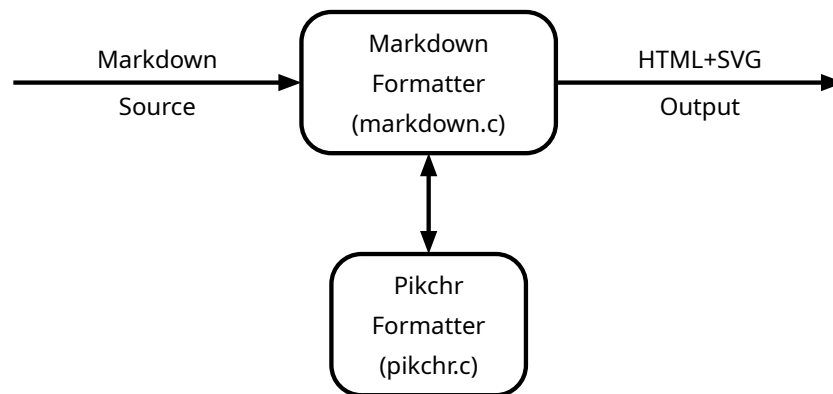 Markdown
Source
Markdown
Formatter
(markdown.c)
HTML+SVG
Output
Pikchr
Formatter
(pikchr.c)